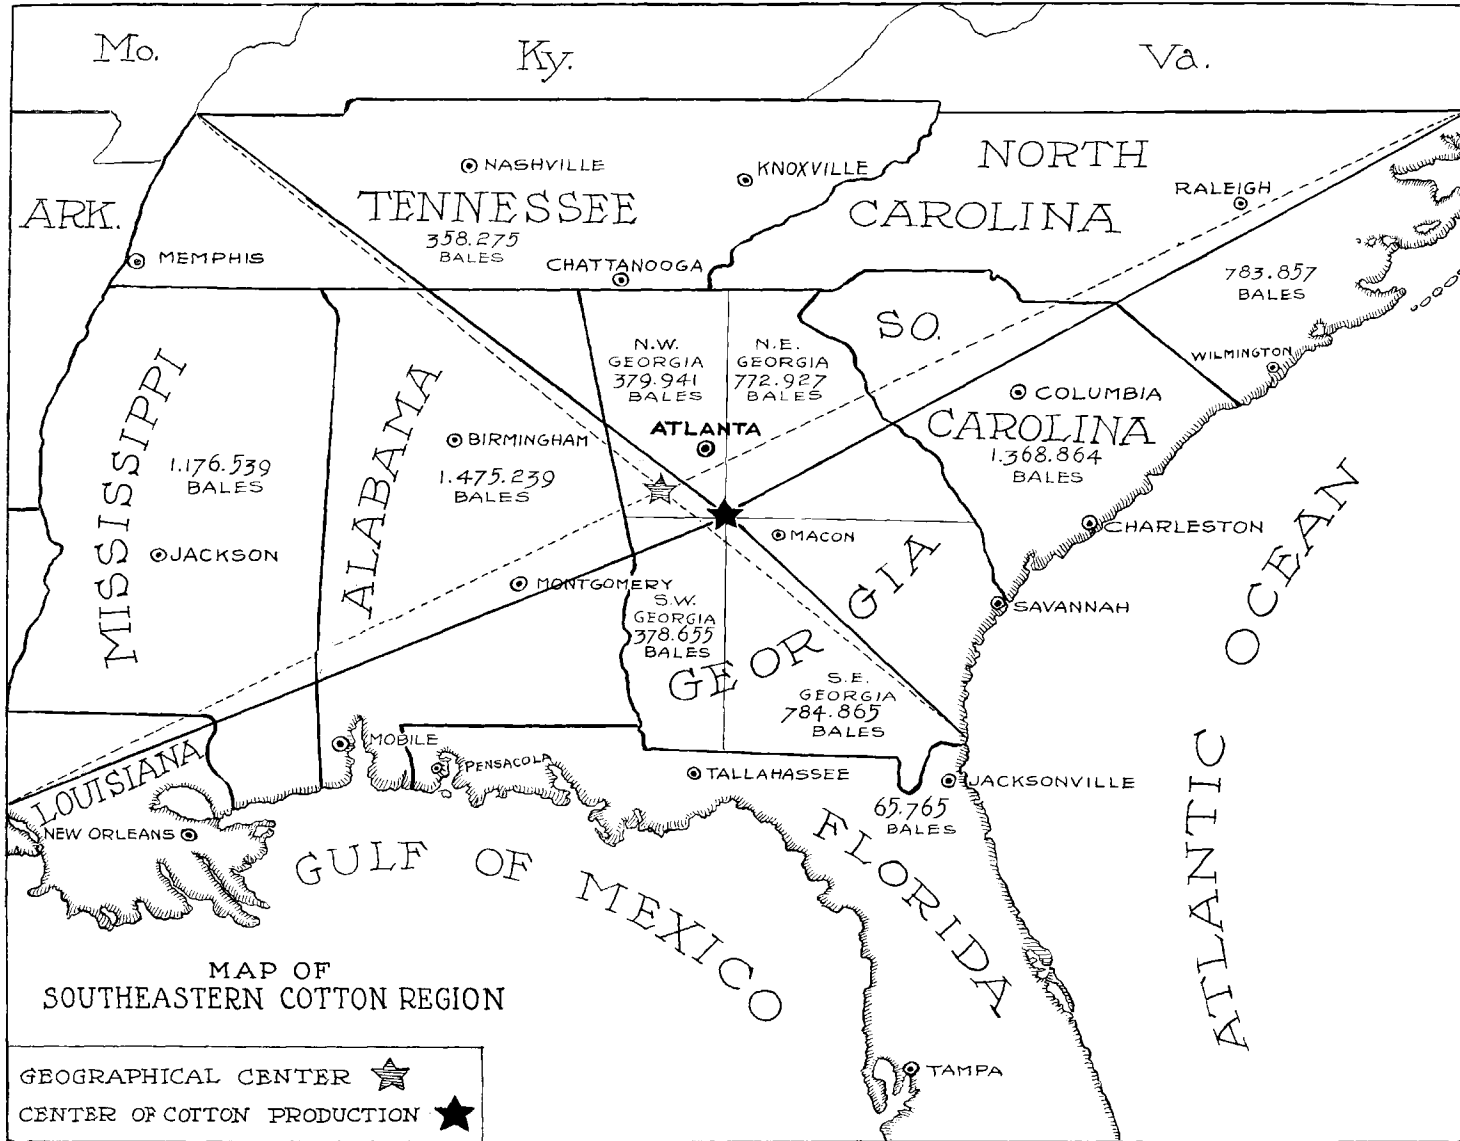 Mo.
Ky.
Va.
ARK.
NASHVILLE
KNOXVILLE
TENNESSEE
358.275
BALES
MEMPHIS
CHATTANOOGA
NORTH
CAROLINA
RALEIGH
783.857
BALES
WILMINGTON
SO.
CAROLINA
COLUMBIA
1.368.864
BALES
CHARLESTON
SAVANNAH
N.W.
GEORGIA
379.941
BALES
N.E.
GEORGIA
772.927
BALES
ATLANTA
MACON
S.W.
GEORGIA
378.655
BALES
GEORGIA
S.E.
GEORGIA
784.865
BALES
MISSISSIPPI
1.176.539
BALES
JACKSON
ALABAMA
BIRMINGHAM
1.475.239
BALES
MONTGOMERY
MOBILE
PENSACOLA
LOUISIANA
NEW ORLEANS
TALLAHASSEE
JACKSONVILLE
65.765
BALES
FLORIDA
TAMPA
GULF OF MEXICO
ATLANTIC OCEAN
MAP OF
SOUTHEASTERN COTTON REGION
GEOGRAPHICAL CENTER
CENTER OF COTTON PRODUCTION